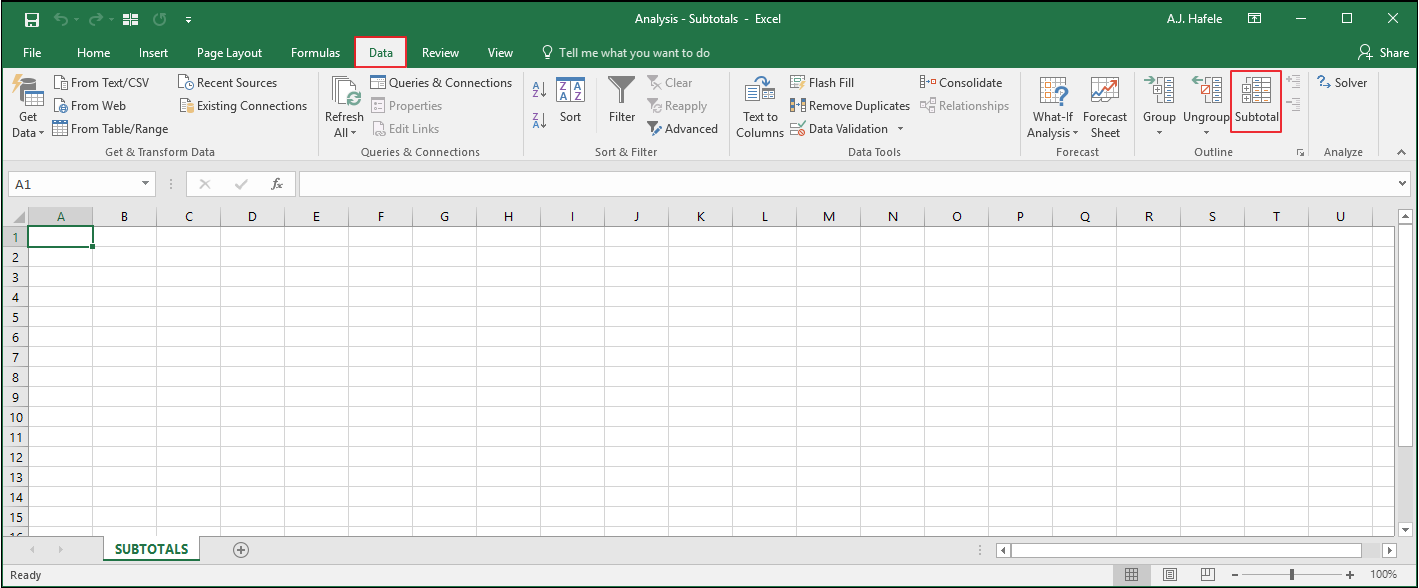 Analysis - Subtotals - Excel
A.J. Hafele
File Home Insert Page Layout Formulas Data Review View Tell me what you want to do Share
From Text/CSV Recent Sources Queries & Connections Clear Flash Fill Consolidate Solver
Get From Web Existing Connections Refresh Properties Sort Filter Reapply Text to Remove Duplicates Relationships What-If Forecast Group Ungroup Subtotal
Data From Table/Range All Edit Links Advanced Columns Data Validation Analysis Sheet
Get & Transform Data Queries & Connections Sort & Filter Data Tools Forecast Outline Analyze
A1 fx
A B C D E F G H I J K L M N O P Q R S T U
1
2
3
4
5
6
7
8
9
10
11
12
13
14
15
16
SUBTOTALS
Ready 100%